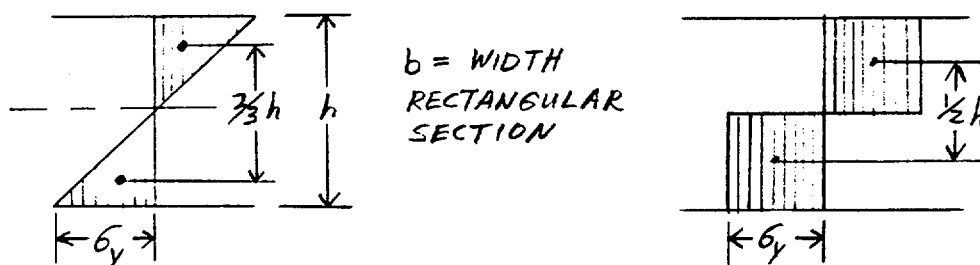 2/3 h
h
b = WIDTH
RECTANGULAR
SECTION
1/2 h
σy
σy